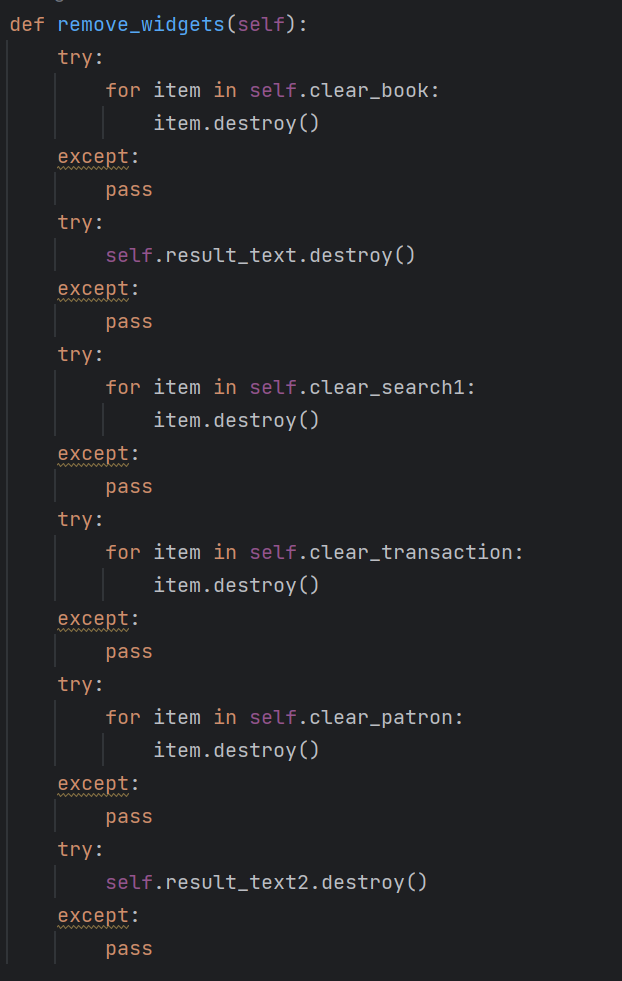 def remove_widgets(self):
    try:
        for item in self.clear_book:
            item.destroy()
    except:
        pass
    try:
        self.result_text.destroy()
    except:
        pass
    try:
        for item in self.clear_search1:
            item.destroy()
    except:
        pass
    try:
        for item in self.clear_transaction:
            item.destroy()
    except:
        pass
    try:
        for item in self.clear_patron:
            item.destroy()
    except:
        pass
    try:
        self.result_text2.destroy()
    except:
        pass